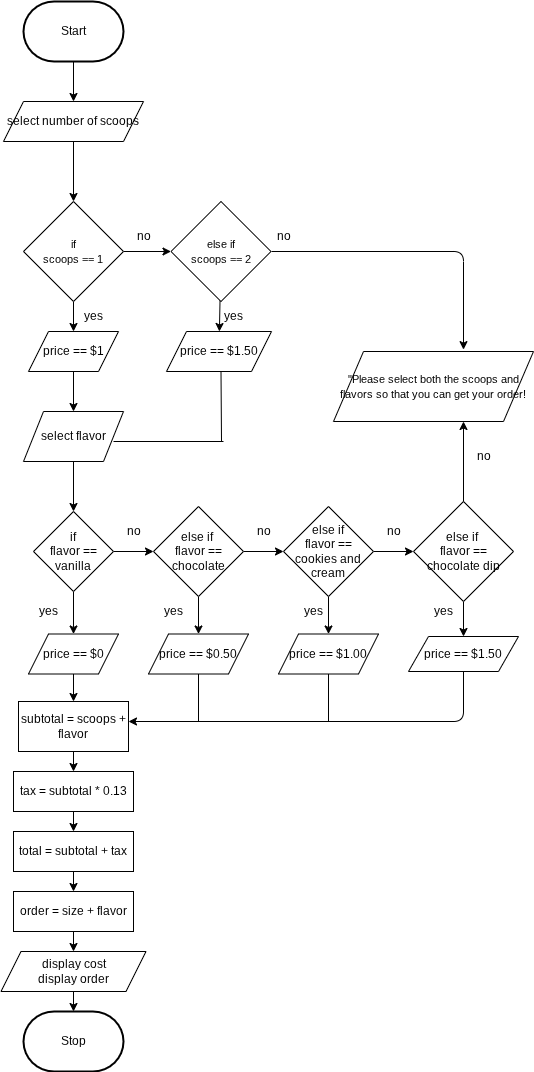 Start
select number of scoops
if
scoops == 1
no
else if
scoops == 2
no
yes
yes
price == $1
price == $1.50
"Please select both the scoops and
flavors so that you can get your order!
select flavor
no
if
flavor ==
vanilla
no
else if
flavor ==
chocolate
no
else if
flavor ==
cookies and
cream
no
else if
flavor ==
chocolate dip
yes
yes
yes
yes
price == $0
price == $0.50
price == $1.00
price == $1.50
subtotal = scoops +
flavor
tax = subtotal * 0.13
total = subtotal + tax
order = size + flavor
display cost
display order
Stop